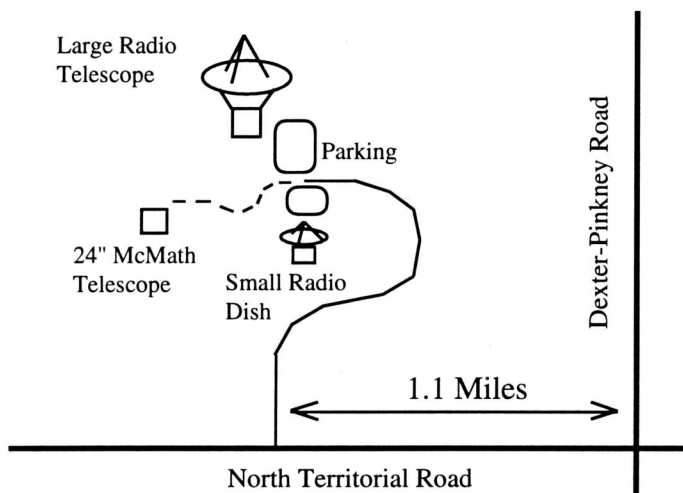 Large Radio
Telescope
Parking
Dexter-Pinkney Road
24" McMath
Telescope
Small Radio
Dish
1.1 Miles
North Territorial Road